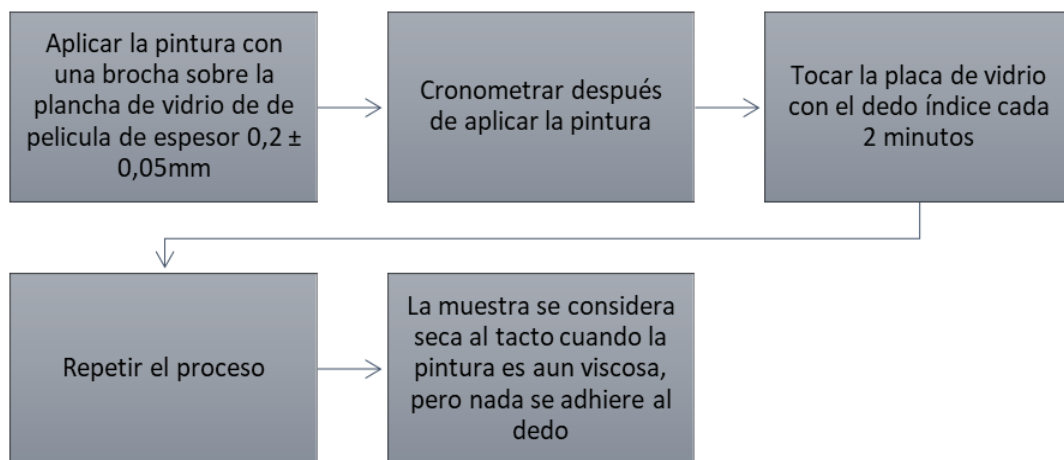 Aplicar la pintura con
una brocha sobre la
plancha de vidrio de de
pelicula de espesor 0,2 ±
0,05mm
Cronometrar después
de aplicar la pintura
Tocar la placa de vidrio
con el dedo índice cada
2 minutos
Repetir el proceso
La muestra se considera
seca al tacto cuando la
pintura es aun viscosa,
pero nada se adhiere al
dedo